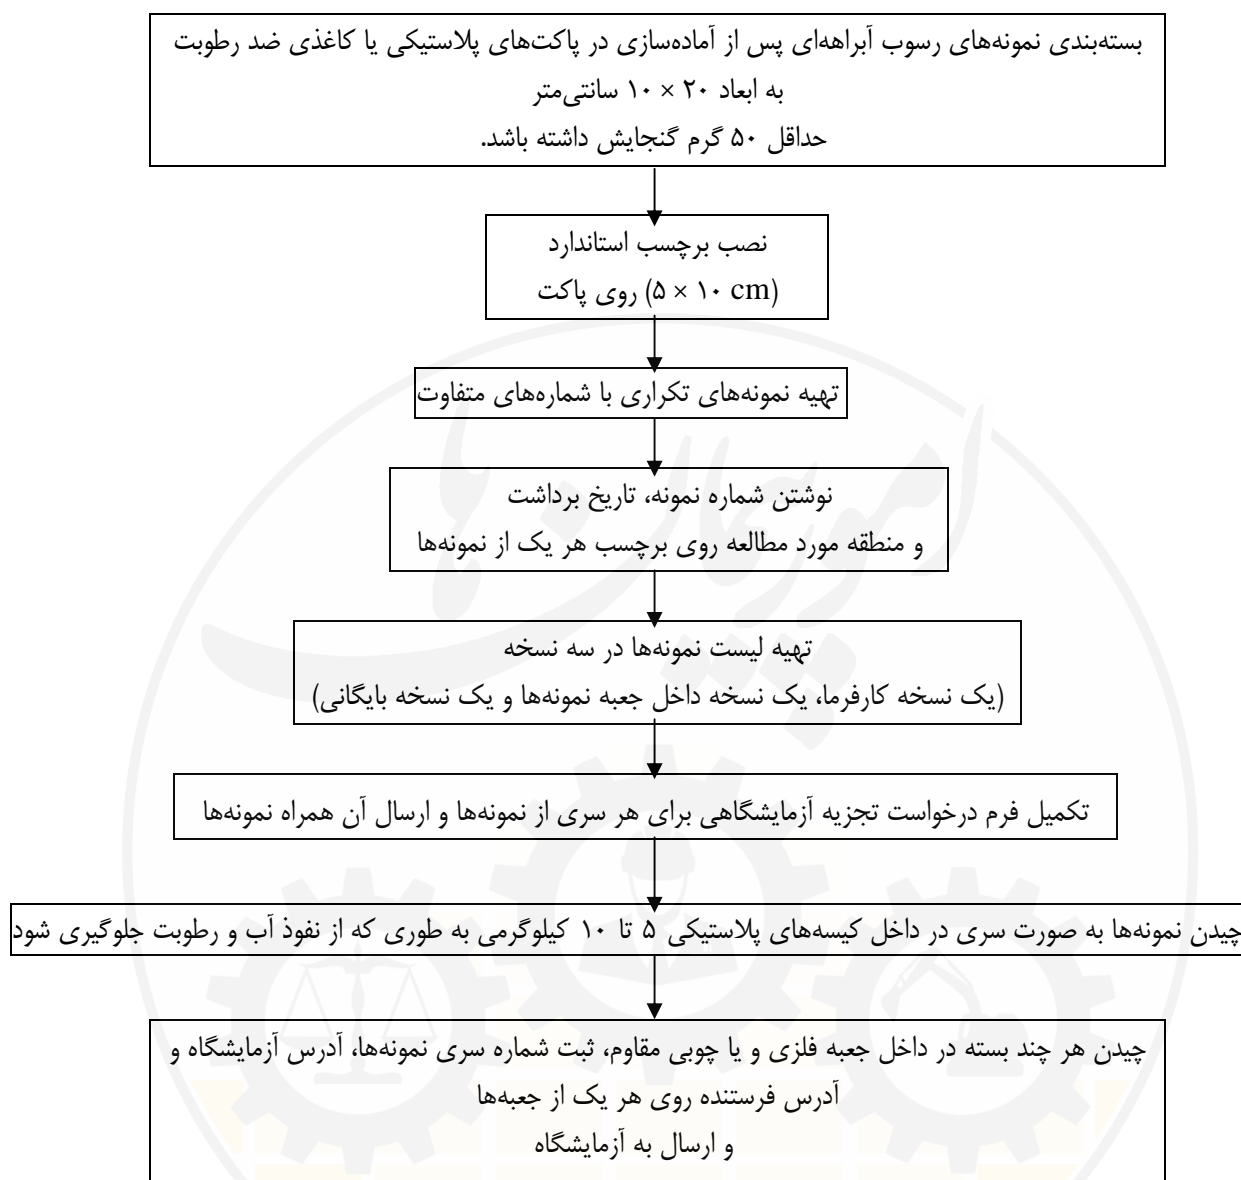 بسته‌بندی نمونه‌های رسوب آبراهه‌ای پس از آماده‌سازی در پاکت‌های پلاستیکی یا کاغذی ضد رطوبت
به ابعاد ۲۰ × ۱۰ سانتی‌متر
حداقل ۵۰ گرم گنجایش داشته باشد.
نصب برچسب استاندارد
(۵ × ۱۰ cm) روی پاکت
تهیه نمونه‌های تکراری با شماره‌های متفاوت
نوشتن شماره نمونه، تاریخ برداشت
و منطقه مورد مطالعه روی برچسب هر یک از نمونه‌ها
تهیه لیست نمونه‌ها در سه نسخه
(یک نسخه کارفرما، یک نسخه داخل جعبه نمونه‌ها و یک نسخه بایگانی)
تکمیل فرم درخواست تجزیه آزمایشگاهی برای هر سری از نمونه‌ها و ارسال آن همراه نمونه‌ها
چیدن نمونه‌ها به صورت سری در داخل کیسه‌های پلاستیکی ۵ تا ۱۰ کیلوگرمی به طوری که از نفوذ آب و رطوبت جلوگیری شود
چیدن هر چند بسته در داخل جعبه فلزی و یا چوبی مقاوم، ثبت شماره سری نمونه‌ها، آدرس آزمایشگاه و
آدرس فرستنده روی هر یک از جعبه‌ها
و ارسال به آزمایشگاه
امور پیمان‌ها